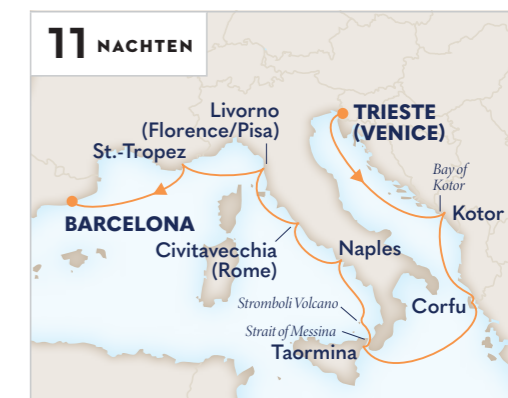 11 NACHTEN
Livorno
(Florence/Pisa)
TRIESTE
(VENICE)
St.-Tropez
Bay of
Kotor
Kotor
BARCELONA
Civitavecchia
(Rome)
Naples
Stromboli Volcano
Corfu
Strait of Messina
Taormina